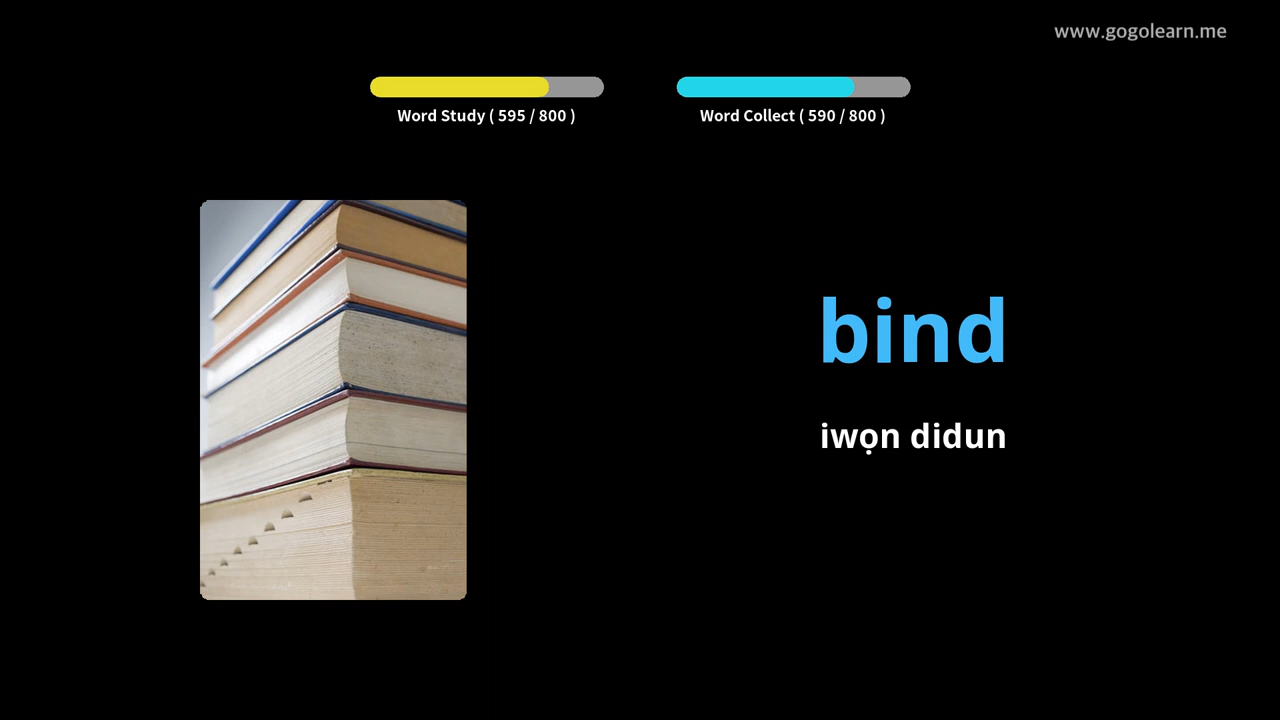 www.gogolearn.me
Word Study ( 595 / 800 )
Word Collect ( 590 / 800 )
bind
iwọn didun